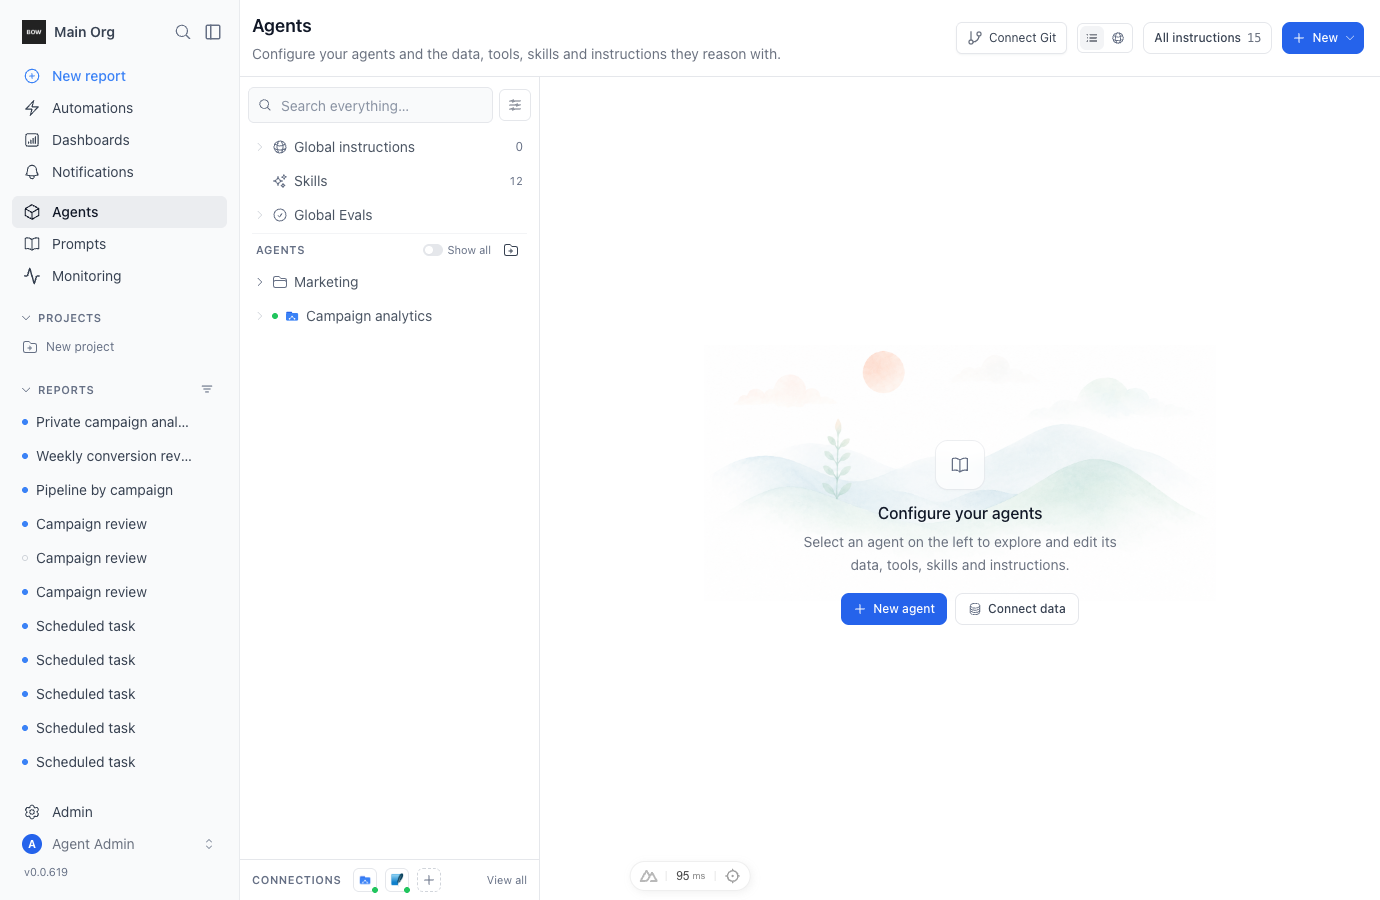 BOW
Main Org
New report
Automations
Dashboards
Notifications
Agents
Prompts
Monitoring
PROJECTS
New project
REPORTS
Private campaign anal...
Weekly conversion rev...
Pipeline by campaign
Campaign review
Campaign review
Campaign review
Scheduled task
Scheduled task
Scheduled task
Scheduled task
Scheduled task
Admin
A Agent Admin
v0.0.619
Agents
Configure your agents and the data, tools, skills and instructions they reason with.
Connect Git
All instructions 15
New
Search everything...
Global instructions 0
Skills 12
Global Evals
AGENTS Show all
Marketing
Campaign analytics
CONNECTIONS View all
Configure your agents
Select an agent on the left to explore and edit its
data, tools, skills and instructions.
New agent
Connect data
95 ms